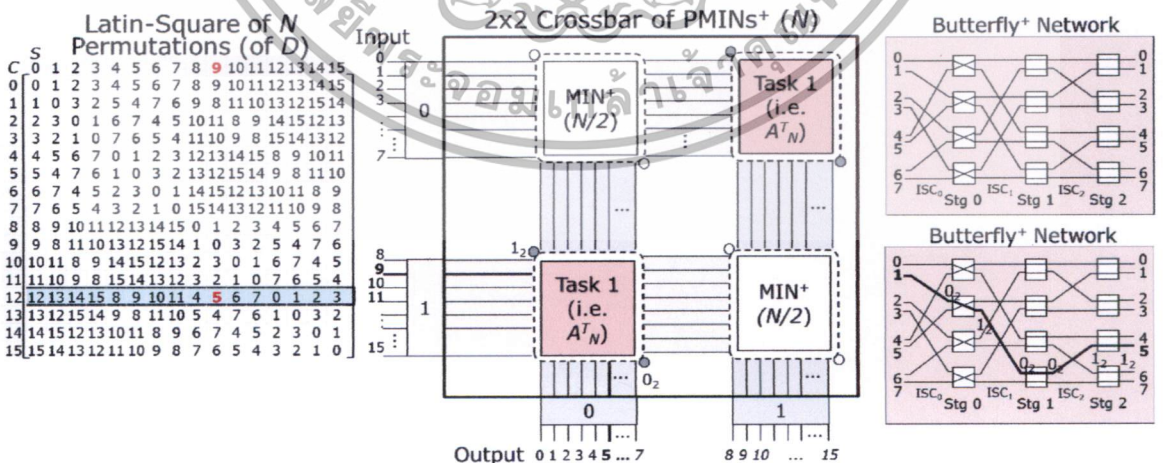 Latin-Square of N
Permutations (of D)
S
C 0 1 2 3 4 5 6 7 8 9 10 11 12 13 14 15
0 0 1 2 3 4 5 6 7 8 9 10 11 12 13 14 15
1 1 0 3 2 5 4 7 6 9 8 11 10 13 12 15 14
2 2 3 0 1 6 7 4 5 10 11 8 9 14 15 12 13
3 3 2 1 0 7 6 5 4 11 10 9 8 15 14 13 12
4 4 5 6 7 0 1 2 3 12 13 14 15 8 9 10 11
5 5 4 7 6 1 0 3 2 13 12 15 14 9 8 11 10
6 6 7 4 5 2 3 0 1 14 15 12 13 10 11 8 9
7 7 6 5 4 3 2 1 0 15 14 13 12 11 10 9 8
8 8 9 10 11 12 13 14 15 0 1 2 3 4 5 6 7
9 9 8 11 10 13 12 15 14 1 0 3 2 5 4 7 6
10 10 11 8 9 14 15 12 13 2 3 0 1 6 7 4 5
11 11 10 9 8 15 14 13 12 3 2 1 0 7 6 5 4
12 12 13 14 15 8 9 10 11 4 5 6 7 0 1 2 3
13 13 12 15 14 9 8 11 10 5 4 7 6 1 0 3 2
14 14 15 12 13 10 11 8 9 6 7 4 5 2 3 0 1
15 15 14 13 12 11 10 9 8 7 6 5 4 3 2 1 0
2x2 Crossbar of PMINs⁺ (N)
Input
0
1
2
3
⋮
7
0
MIN⁺
(N/2)
Task 1
(i.e.
Aᵀ_N)
...
...
8
9
10
11
⋮
15
1
1₂
Task 1
(i.e.
Aᵀ_N)
MIN⁺
(N/2)
...
0₂
...
0
1
Output 0 1 2 3 4 5 ... 7
8 9 10 ... 15
Butterfly⁺ Network
0
1
2
3
4
5
6
7
0
1
2
3
4
5
6
7
ISC₀ Stg 0 ISC₁ Stg 1 ISC₂ Stg 2
Butterfly⁺ Network
0
1
2
3
4
5
6
7
0₂
1₂
0₂ 0₂
1₂ 1₂
0
1
2
3
4
5
6
7
ISC₀ Stg 0 ISC₁ Stg 1 ISC₂ Stg 2
พระจอมเกล้าเจ้าคุณ